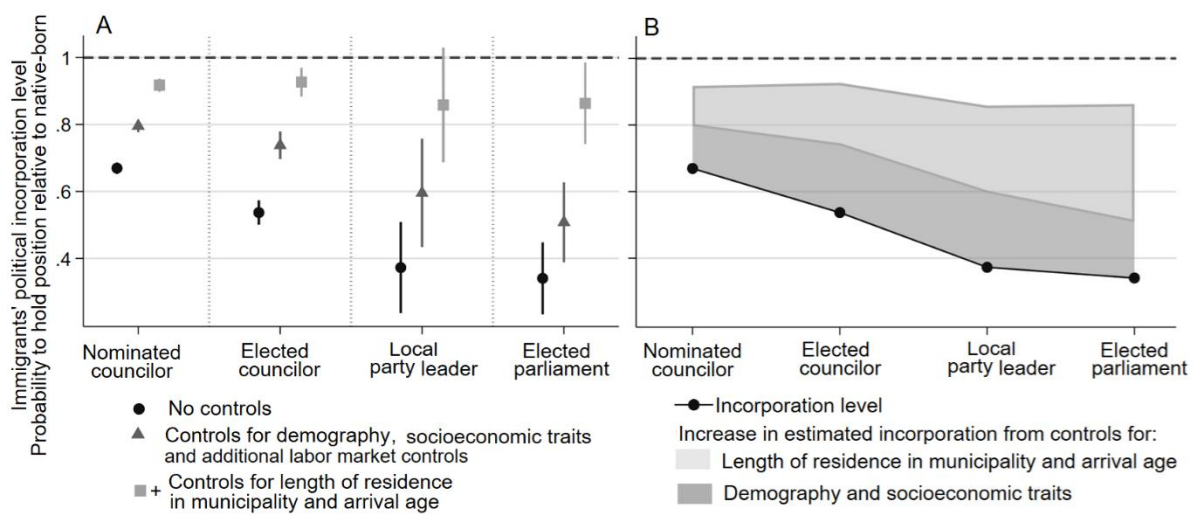 A
B
Immigrants' political incorporation level
Probability to hold position relative to native-born
1
.8
.6
.4
Nominated
councilor
Elected
councilor
Local
party leader
Elected
parliament
Nominated
councilor
Elected
councilor
Local
party leader
Elected
parliament
No controls
Controls for demography, socioeconomic traits
and additional labor market controls
+ Controls for length of residence
in municipality and arrival age
Incorporation level
Increase in estimated incorporation from controls for:
Length of residence in municipality and arrival age
Demography and socioeconomic traits